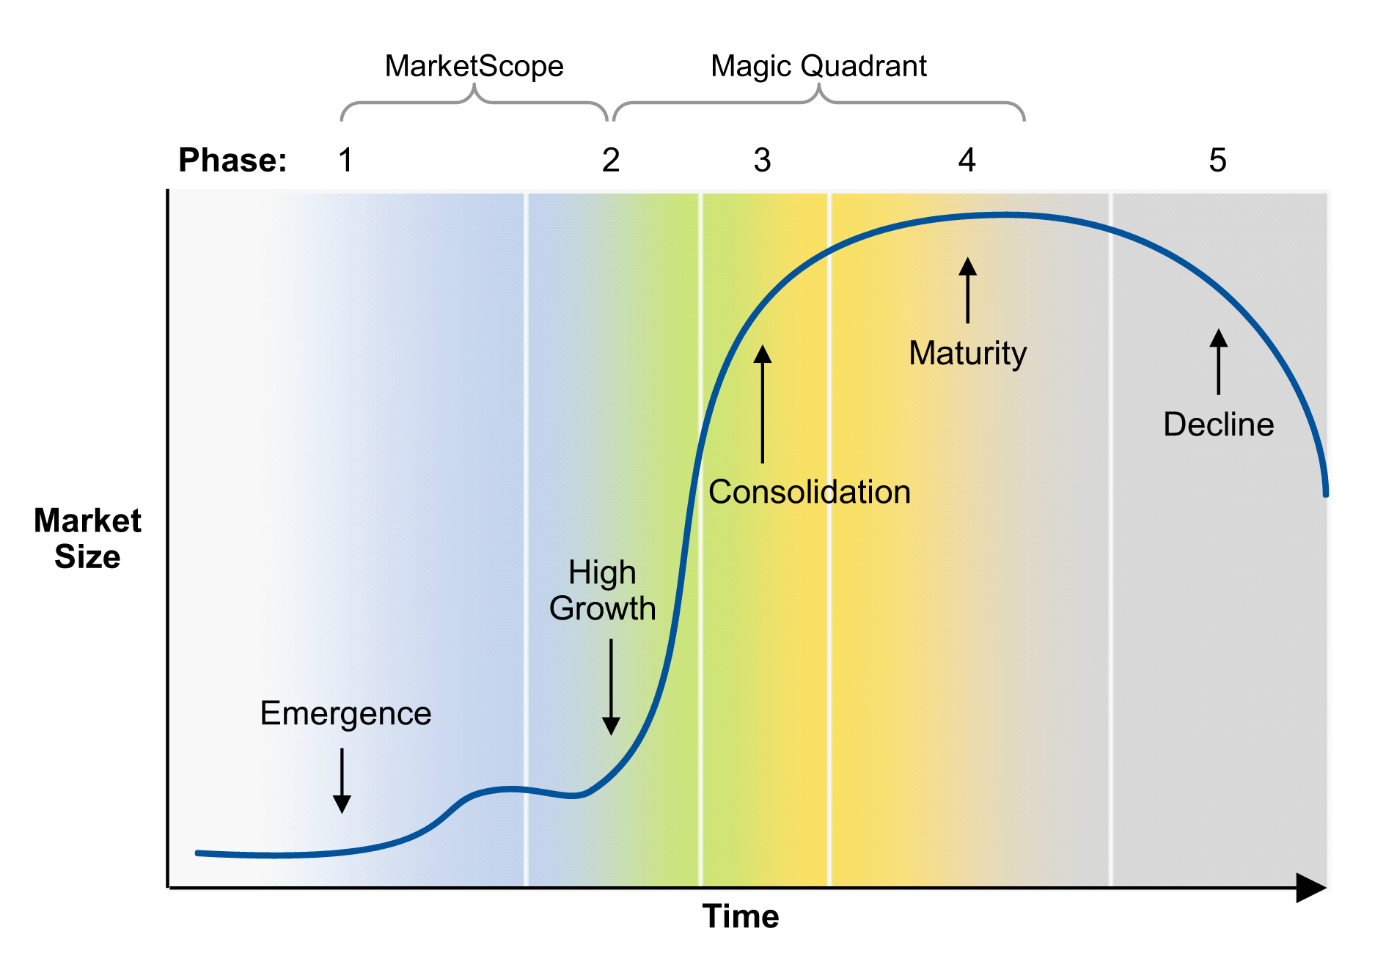 MarketScope
Magic Quadrant
Phase: 1 2 3 4 5
Maturity
Decline
Consolidation
Market
Size
High
Growth
Emergence
Time